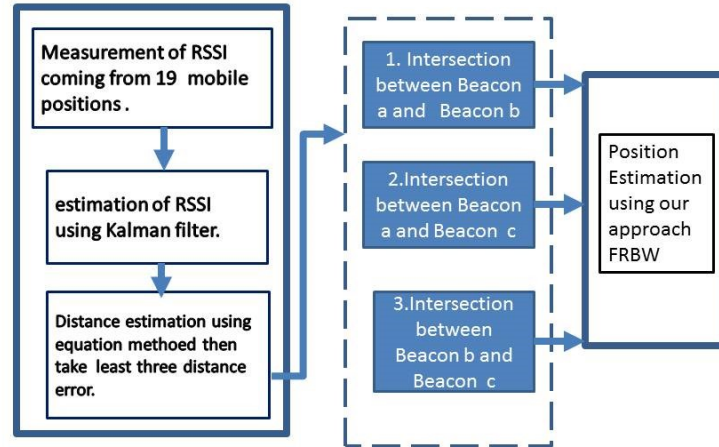 Measurement of RSSI
coming from 19 mobile
positions .
estimation of RSSI
using Kalman filter.
Distance estimation using
equation methoed then
take least three distance
error.
1. Intersection
between Beacon
a and Beacon b
2.Intersection
between Beacon
a and Beacon c
3.Intersection
between
Beacon b and
Beacon c
Position
Estimation
using our
approach
FRBW